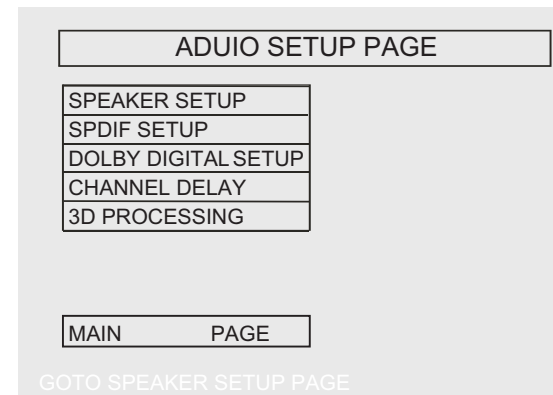 ADUIO SETUP PAGE
SPEAKER SETUP
SPDIF SETUP
DOLBY DIGITAL SETUP
CHANNEL DELAY
3D PROCESSING
MAIN PAGE
GOTO SPEAKER SETUP PAGE